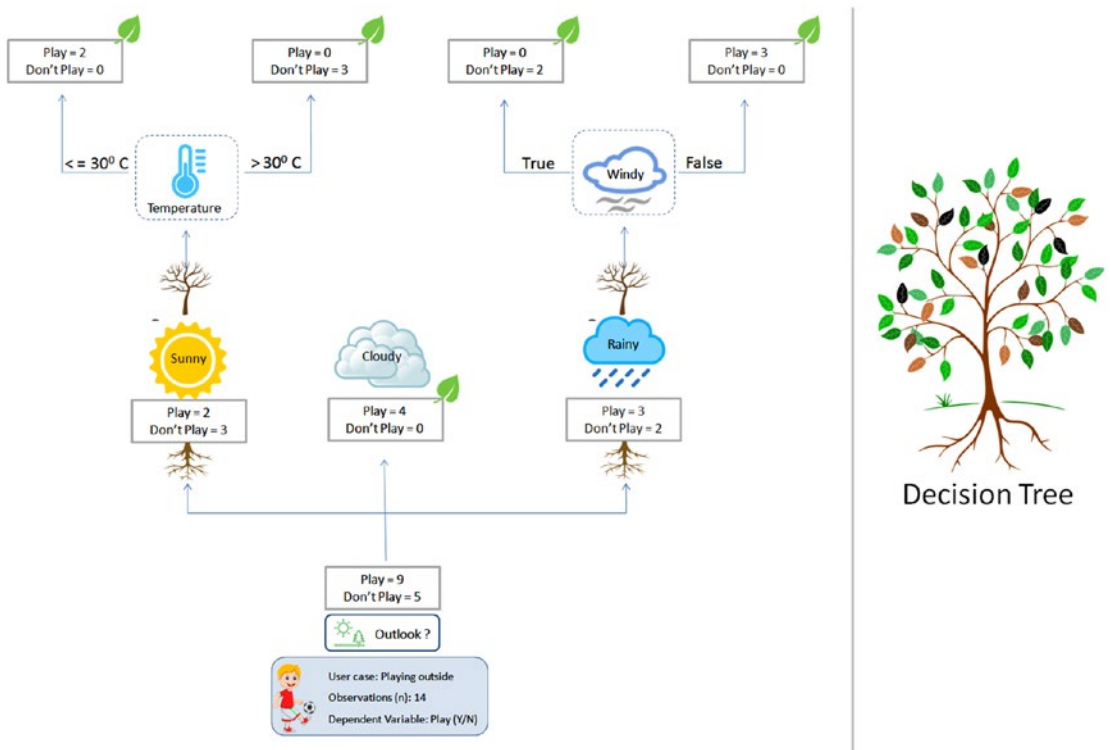 Play = 2
Don't Play = 0
Play = 0
Don't Play = 3
Play = 0
Don't Play = 2
Play = 3
Don't Play = 0
< = 30⁰ C
> 30⁰ C
Temperature
True
Windy
False
Sunny
Cloudy
Rainy
Play = 2
Don't Play = 3
Play = 4
Don't Play = 0
Play = 3
Don't Play = 2
Play = 9
Don't Play = 5
Outlook ?
User case: Playing outside
Observations (n): 14
Dependent Variable: Play (Y/N)
Decision Tree